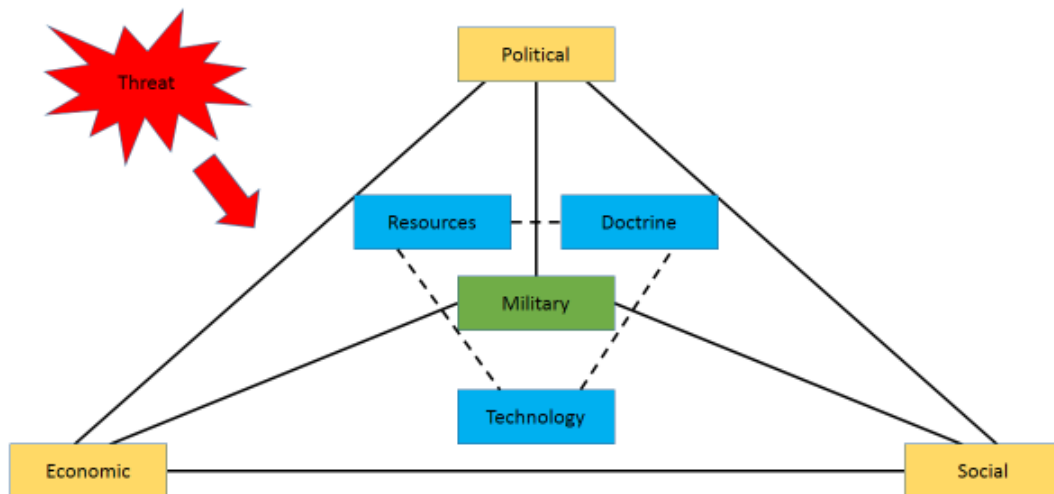 Political
Threat
Resources
Doctrine
Military
Technology
Economic
Social